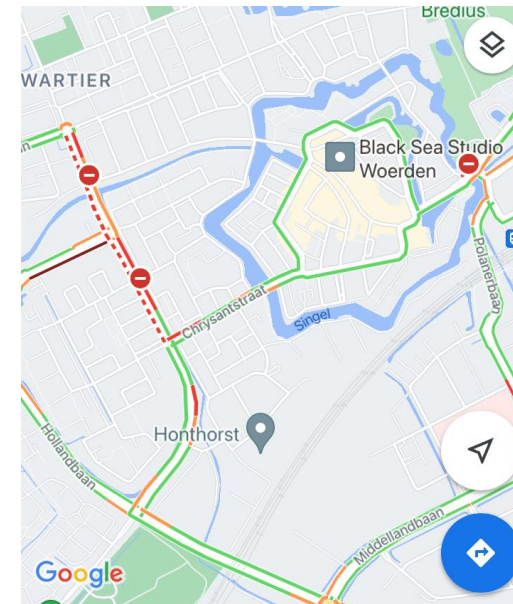 Bredius
WARTIER
Black Sea Studio
Woerden
Polanerbaan
Chrysantstraat
Singel
Honthorst
Hollandbaan
Middellandbaan
Google